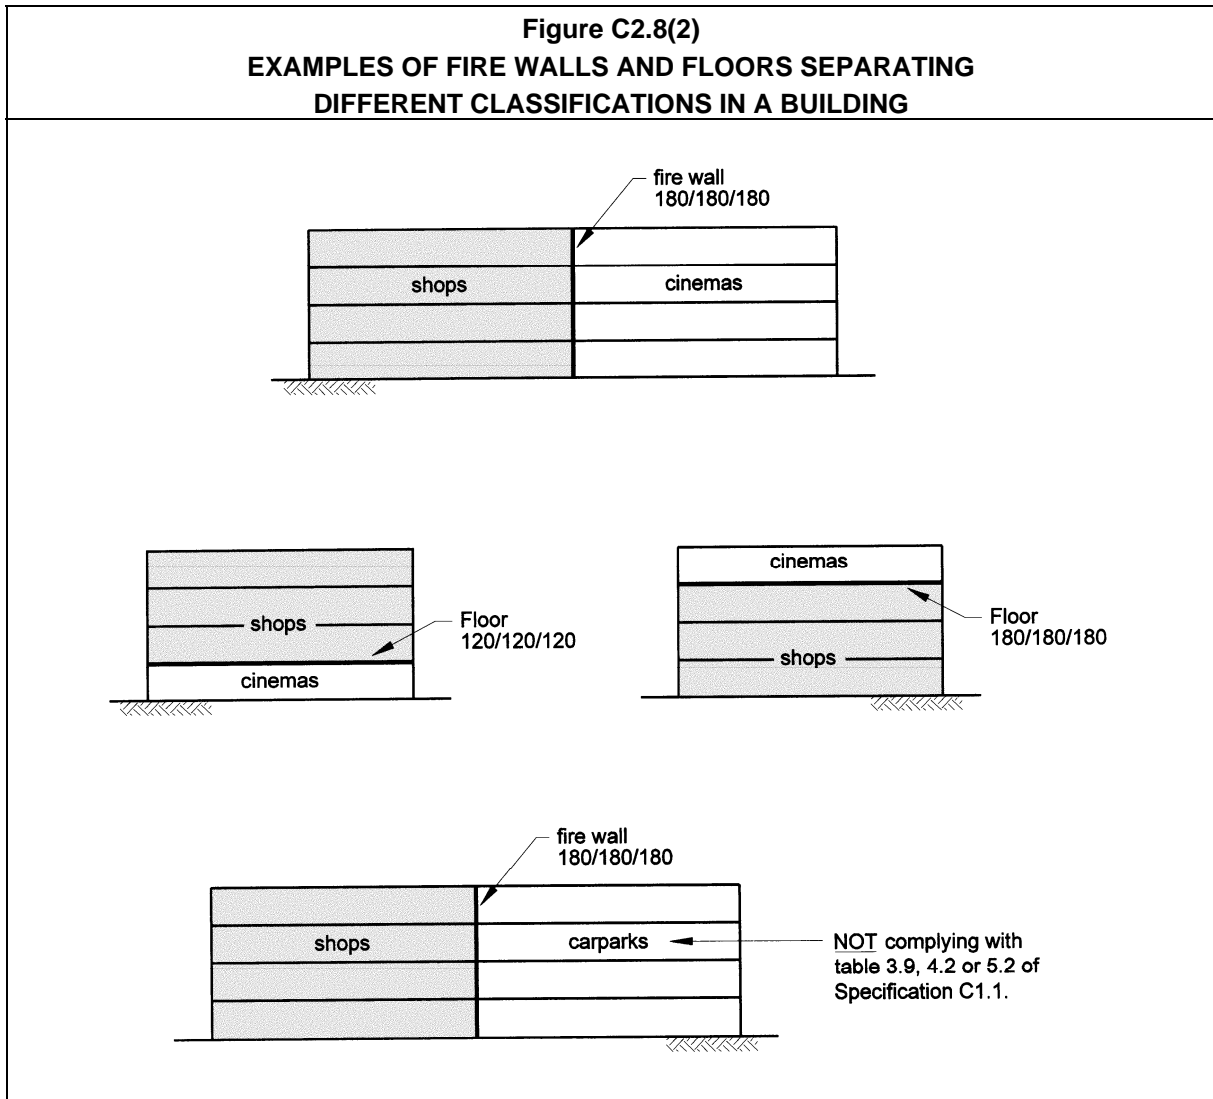 Figure C2.8(2)
EXAMPLES OF FIRE WALLS AND FLOORS SEPARATING
DIFFERENT CLASSIFICATIONS IN A BUILDING
fire wall
180/180/180
shops
cinemas
shops
Floor
120/120/120
cinemas
cinemas
Floor
180/180/180
shops
fire wall
180/180/180
shops
carparks
NOT complying with
table 3.9, 4.2 or 5.2 of
Specification C1.1.